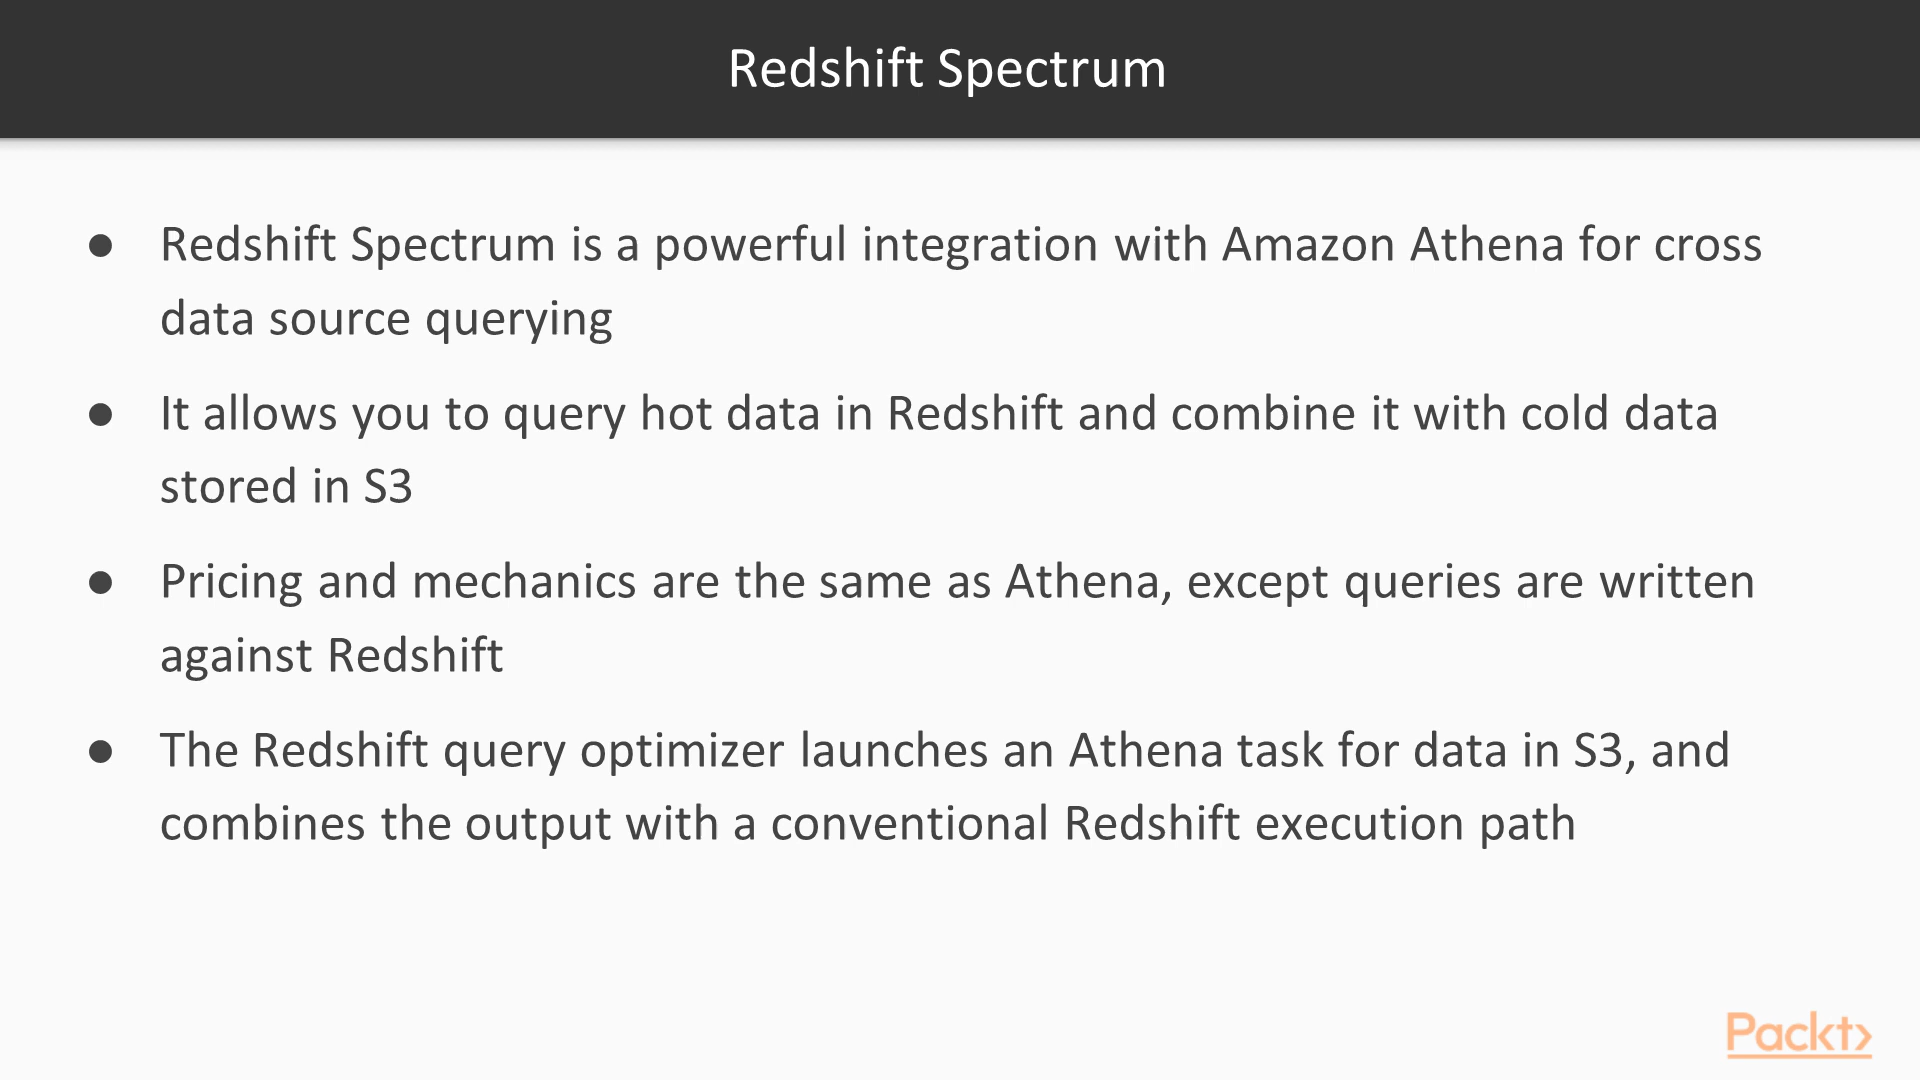 Redshift Spectrum
● Redshift Spectrum is a powerful integration with Amazon Athena for cross
data source querying
● It allows you to query hot data in Redshift and combine it with cold data
stored in S3
● Pricing and mechanics are the same as Athena, except queries are written
against Redshift
● The Redshift query optimizer launches an Athena task for data in S3, and
combines the output with a conventional Redshift execution path
Packt>